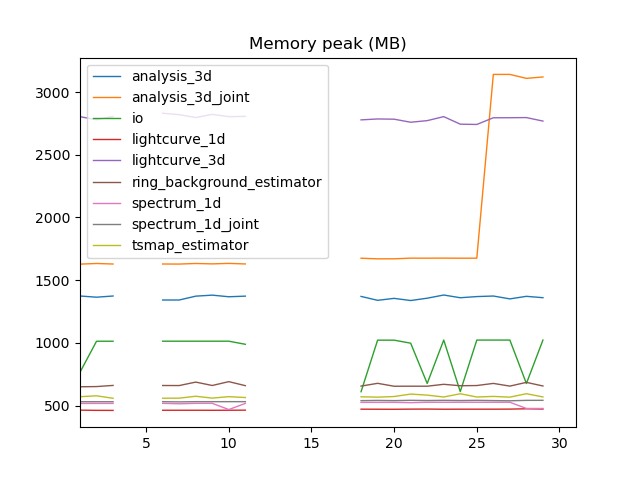 Memory peak (MB)
analysis_3d
analysis_3d_joint
io
lightcurve_1d
lightcurve_3d
ring_background_estimator
spectrum_1d
spectrum_1d_joint
tsmap_estimator
3000
2500
2000
1500
1000
500
5 10 15 20 25 30